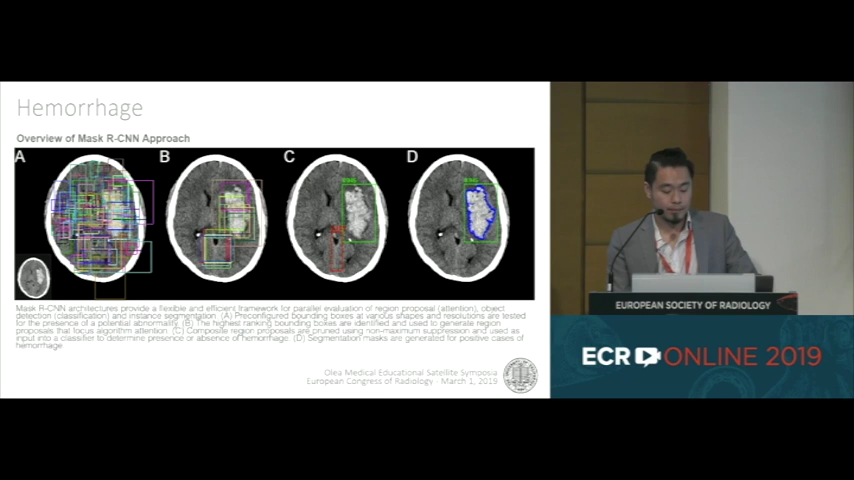 Hemorrhage
Overview of Mask R-CNN Approach
A B C D
Mask R-CNN architectures provide a flexible and efficient framework for parallel evaluation of region proposal (attention), object
detection (classification) and instance segmentation. (A) Preconfigured bounding boxes at various shapes and resolutions are tested
for the presence of a potential abnormality. (B) The highest ranking bounding boxes are identified and used to generate region
proposals that focus algorithm attention. (C) Composite region proposals are pruned using non-maximum suppression and used as
input into a classifier to determine presence or absence of hemorrhage. (D) Segmentation masks are generated for positive cases of
hemorrhage
Olea Medical Educational Satellite Symposia
European Congress of Radiology - March 1, 2019
EUROPEAN SOCIETY OF RADIOLOGY
ECR ONLINE 2019